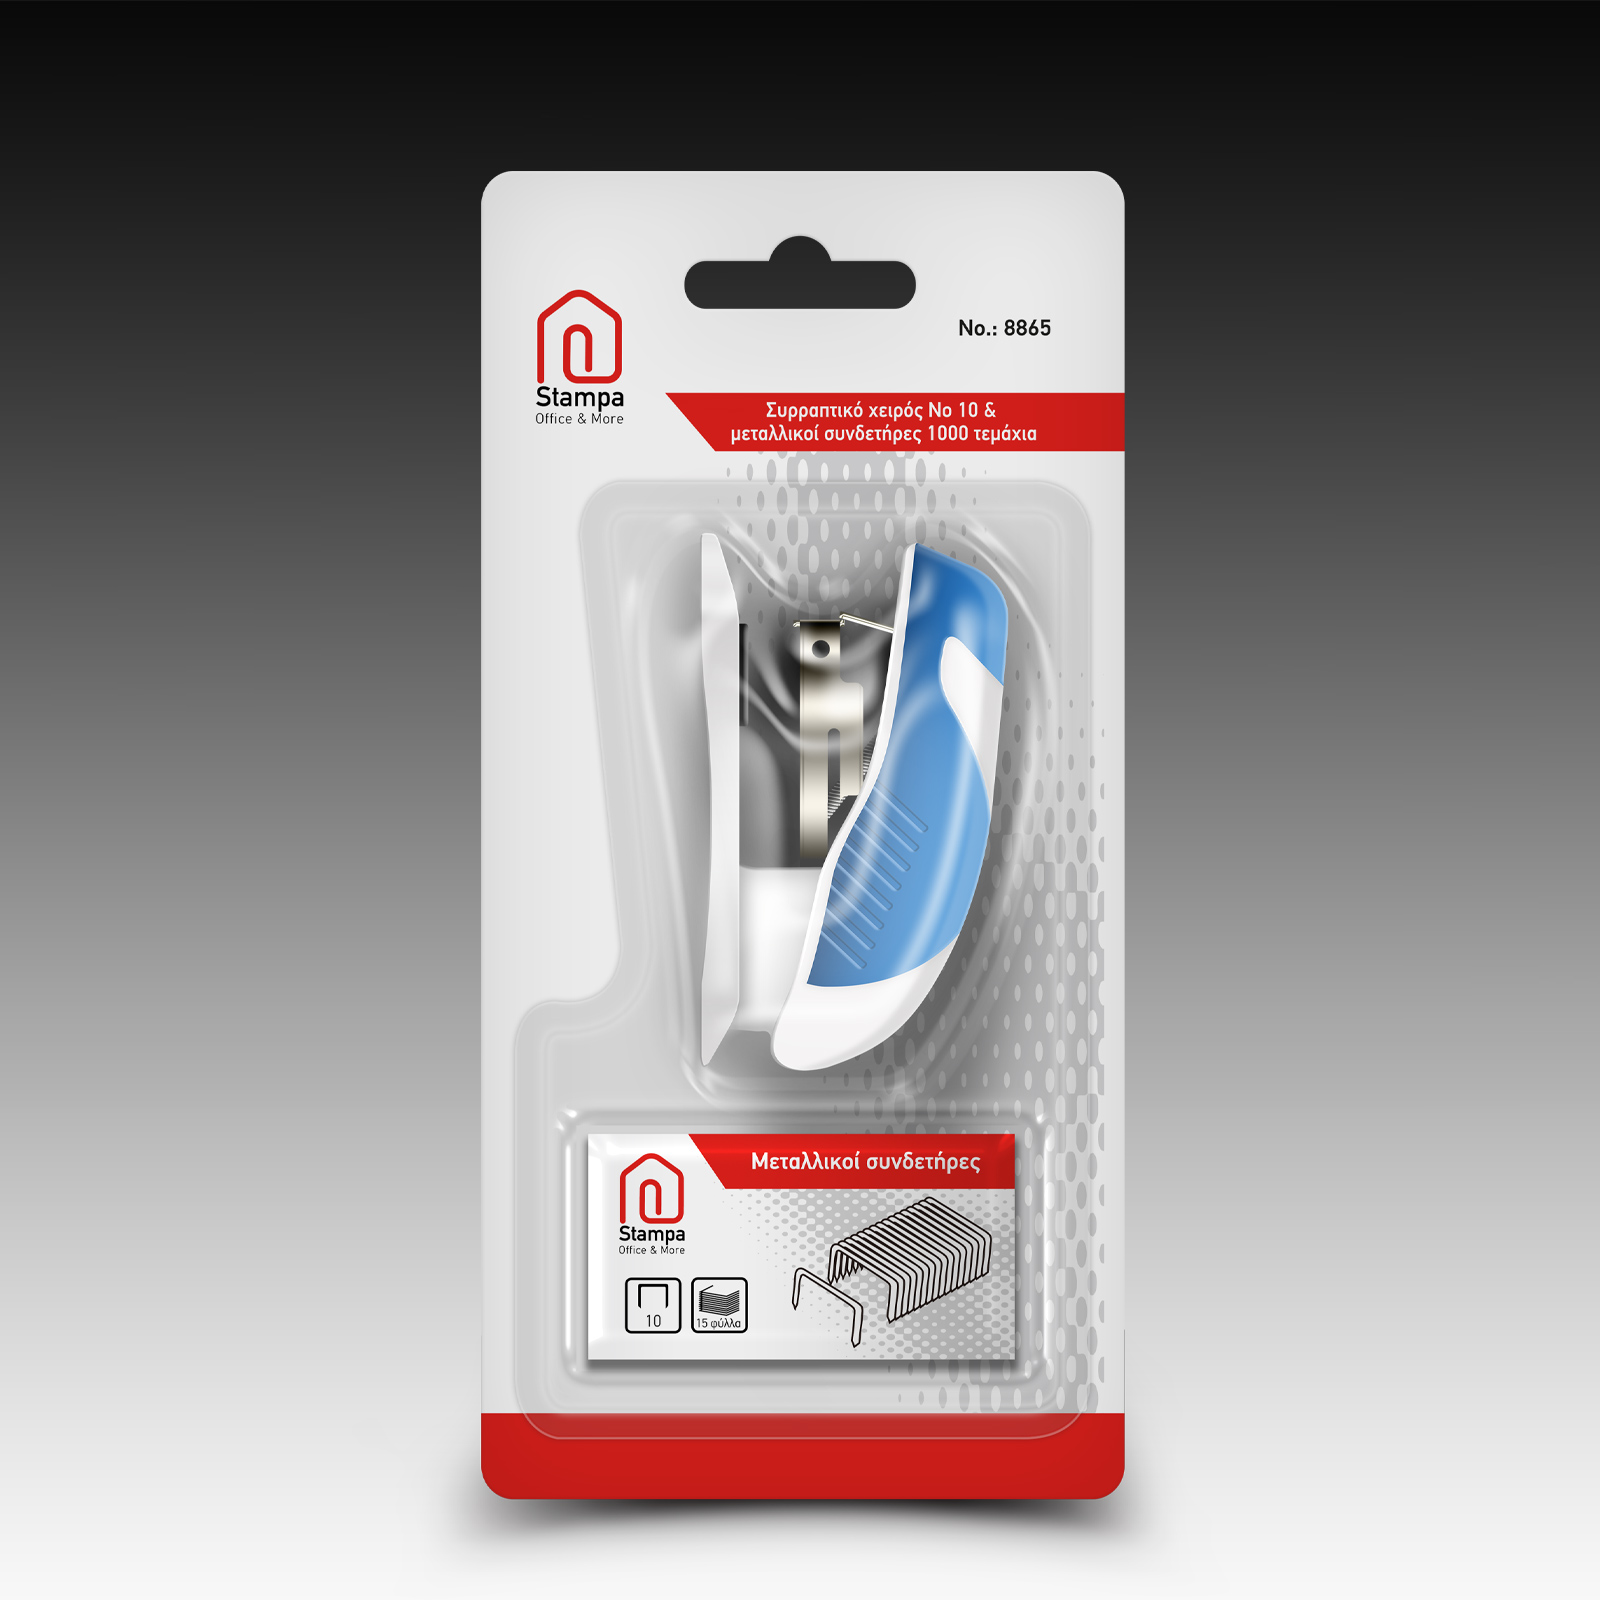 Stampa
Office & More
No.: 8865
Συρραπτικό χειρός Νο 10 &
μεταλλικοί συνδετήρες 1000 τεμάχια
Μεταλλικοί συνδετήρες
Stampa
Office & More
10
15 φύλλα